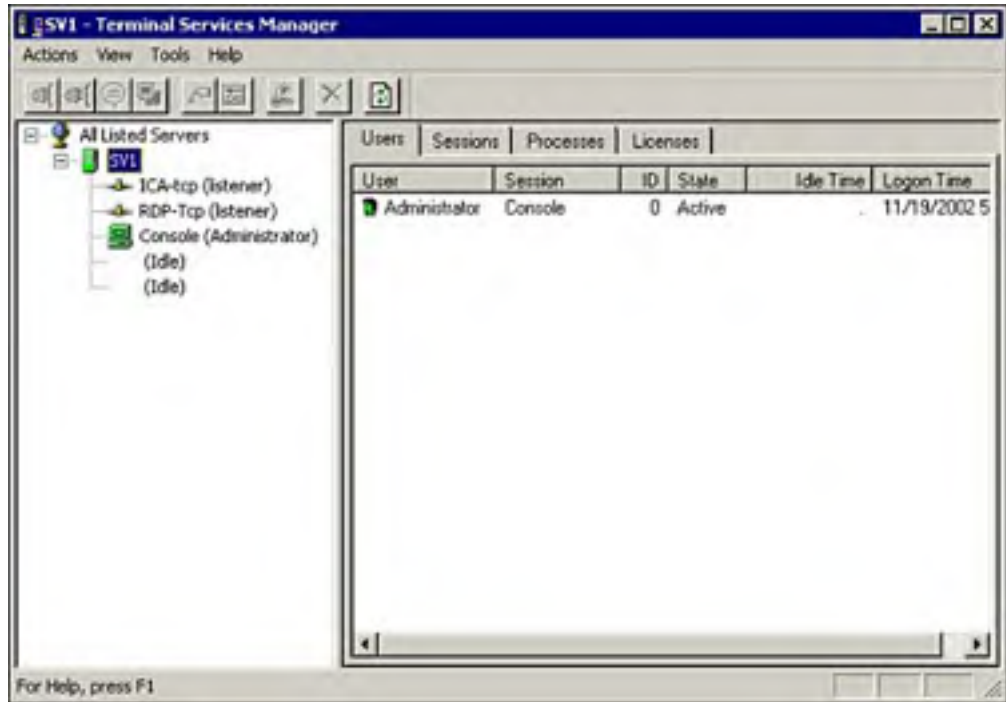 SV1 - Terminal Services Manager
Actions View Tools Help
All Listed Servers
SV1
ICA-tcp (listener)
RDP-Tcp (listener)
Console (Administrator)
(Idle)
(Idle)
Users Sessions Processes Licenses
User Session ID State Idle Time Logon Time
Administrator Console 0 Active . 11/19/2002 5
For Help, press F1